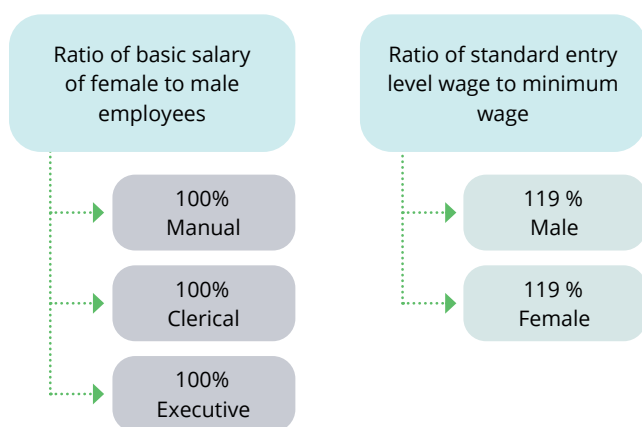 Ratio of basic salary
of female to male
employees
100%
Manual
100%
Clerical
100%
Executive
Ratio of standard entry
level wage to minimum
wage
119 %
Male
119 %
Female